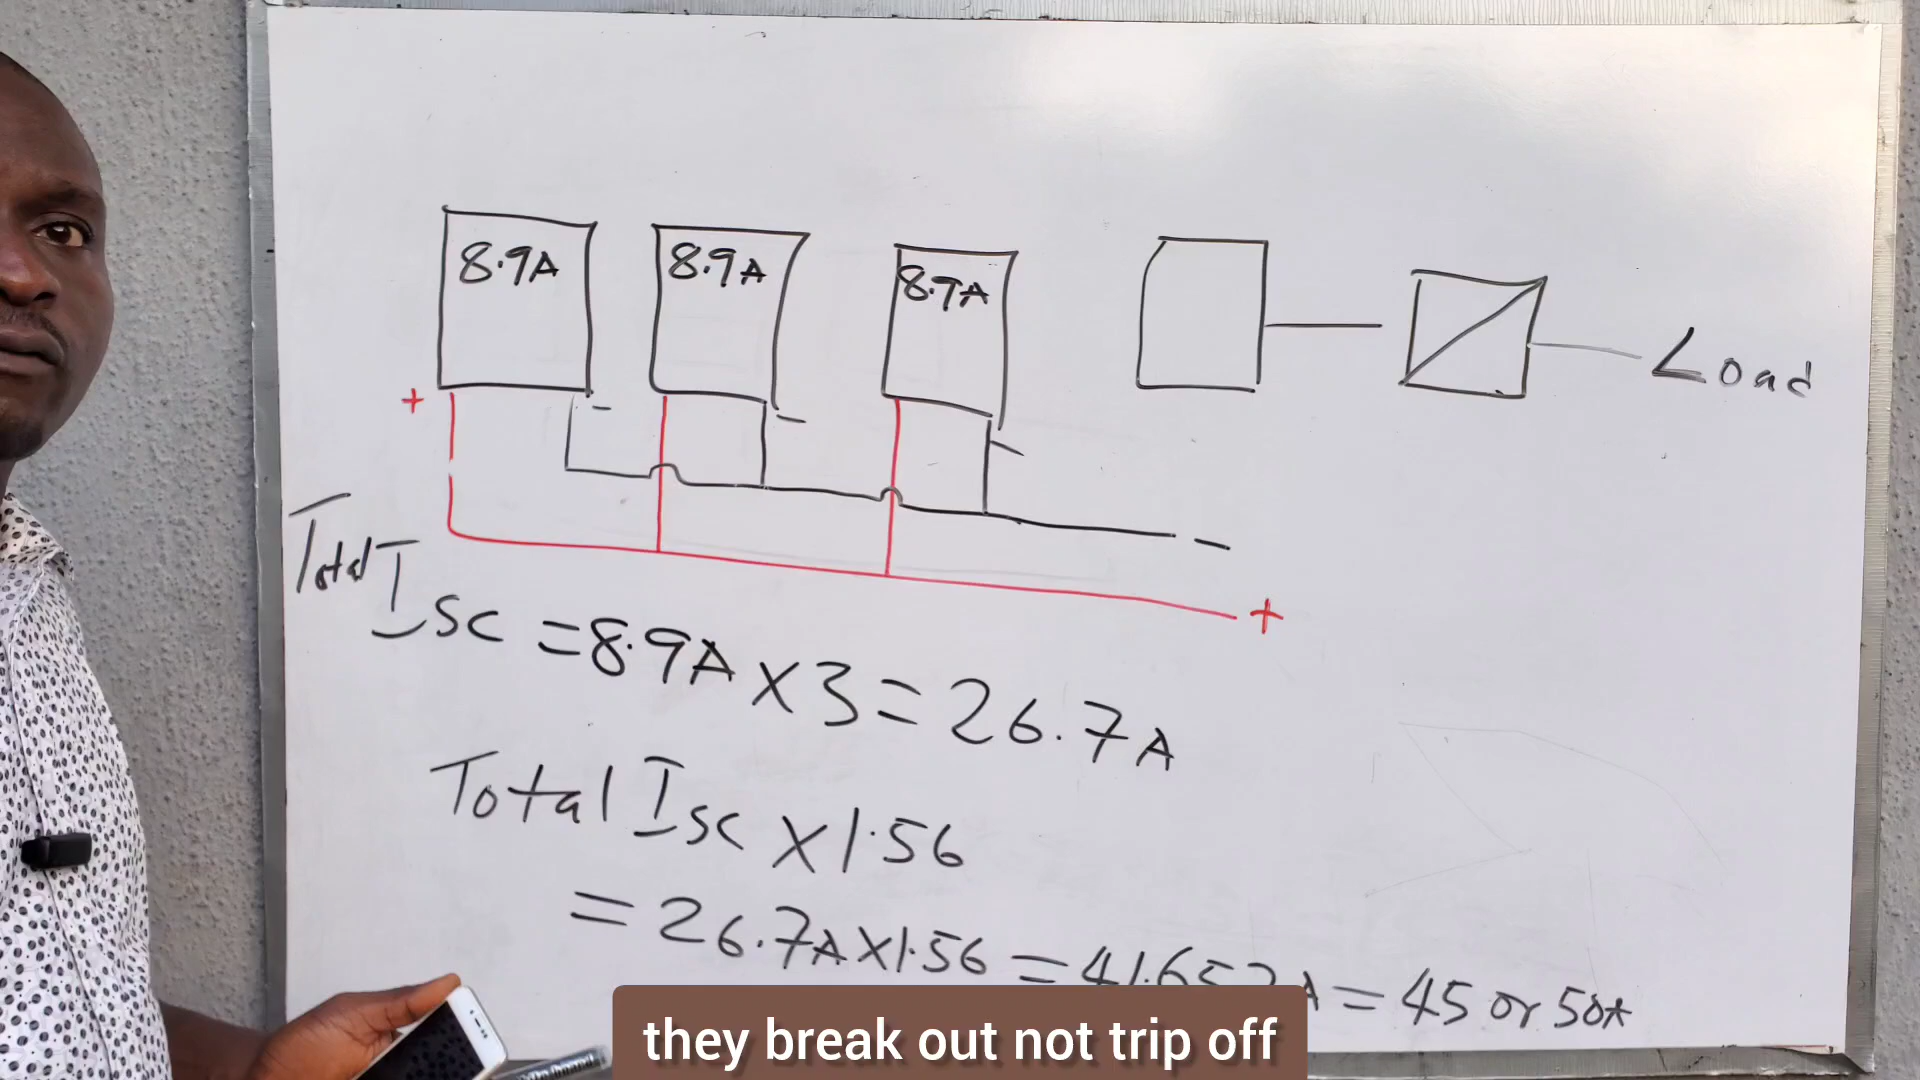 8.9A 8.9A 8.9A
+ - - -
Load
-
+
Total Isc = 8.9A X 3 = 26.7A
Total Isc X 1.56
= 26.7A X 1.56 = 41.652A = 45 or 50A
they break out not trip off